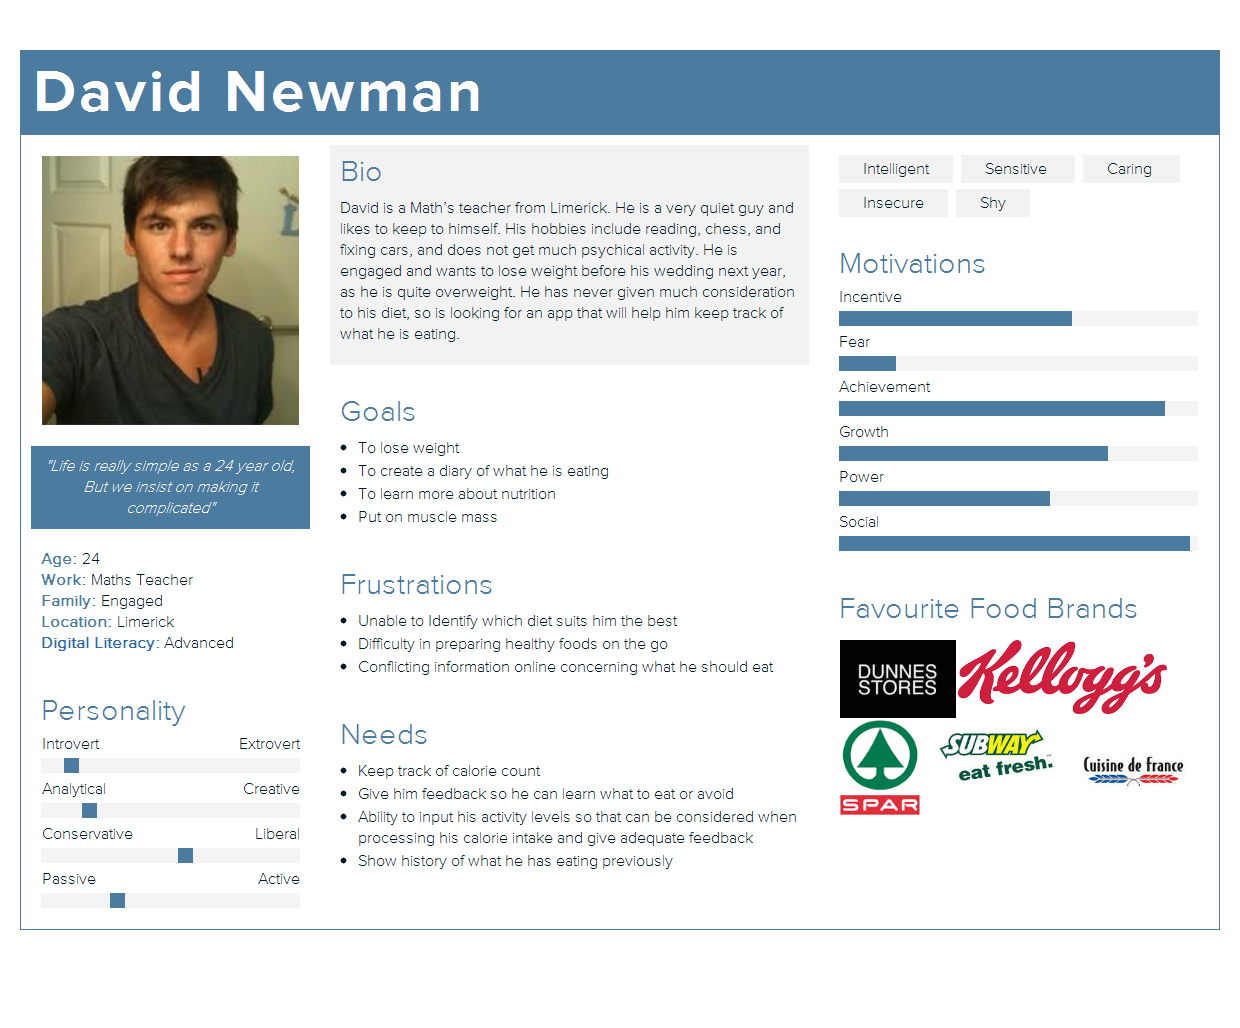 David Newman
"Life is really simple as a 24 year old,
But we insist on making it
complicated"
Age: 24
Work: Maths Teacher
Family: Engaged
Location: Limerick
Digital Literacy: Advanced
Personality
Introvert Extrovert
Analytical Creative
Conservative Liberal
Passive Active
Bio
David is a Math's teacher from Limerick. He is a very quiet guy and
likes to keep to himself. His hobbies include reading, chess, and
fixing cars, and does not get much psychical activity. He is
engaged and wants to lose weight before his wedding next year,
as he is quite overweight. He has never given much consideration
to his diet, so is looking for an app that will help him keep track of
what he is eating.
Goals
• To lose weight
• To create a diary of what he is eating
• To learn more about nutrition
• Put on muscle mass
Frustrations
• Unable to Identify which diet suits him the best
• Difficulty in preparing healthy foods on the go
• Conflicting information online concerning what he should eat
Needs
• Keep track of calorie count
• Give him feedback so he can learn what to eat or avoid
• Ability to input his activity levels so that can be considered when
processing his calorie intake and give adequate feedback
• Show history of what he has eating previously
Intelligent Sensitive Caring
Insecure Shy
Motivations
Incentive
Fear
Achievement
Growth
Power
Social
Favourite Food Brands
DUNNES
STORES
Kellogg's
SPAR
SUBWAY
eat fresh.
Cuisine de France